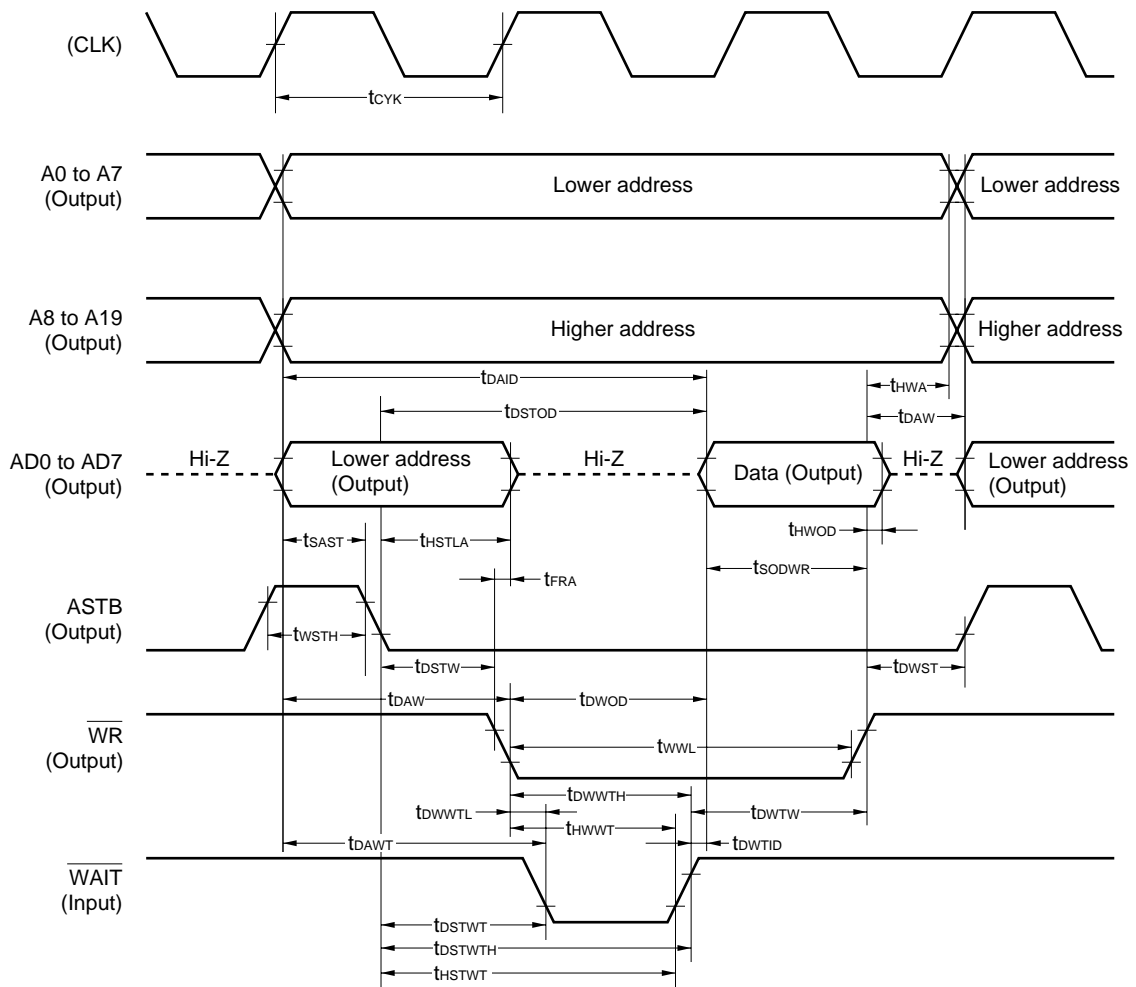 (CLK)
tCYK
A0 to A7
(Output)
Lower address
Lower address
A8 to A19
(Output)
Higher address
Higher address
tDAID
tHWA
tDSTOD
tDAW
AD0 to AD7
(Output)
Hi-Z
Lower address
(Output)
Hi-Z
Data (Output)
Hi-Z
Lower address
(Output)
tSAST
tHSTLA
tHWOD
tFRA
tSODWR
ASTB
(Output)
tWSTH
tDSTW
tDWST
tDAW
tDWOD
WR
(Output)
tWWL
tDWWTH
tDWWTL
tDWTW
tHWWT
tDAWT
tDWTID
WAIT
(Input)
tDSTWT
tDSTWTH
tHSTWT